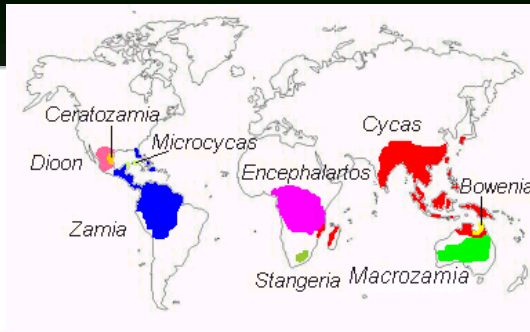 Ceratozamia
Microcycas
Cycas
Dioon
Encephalartos
Bowenia
Zamia
Stangeria
Macrozamia